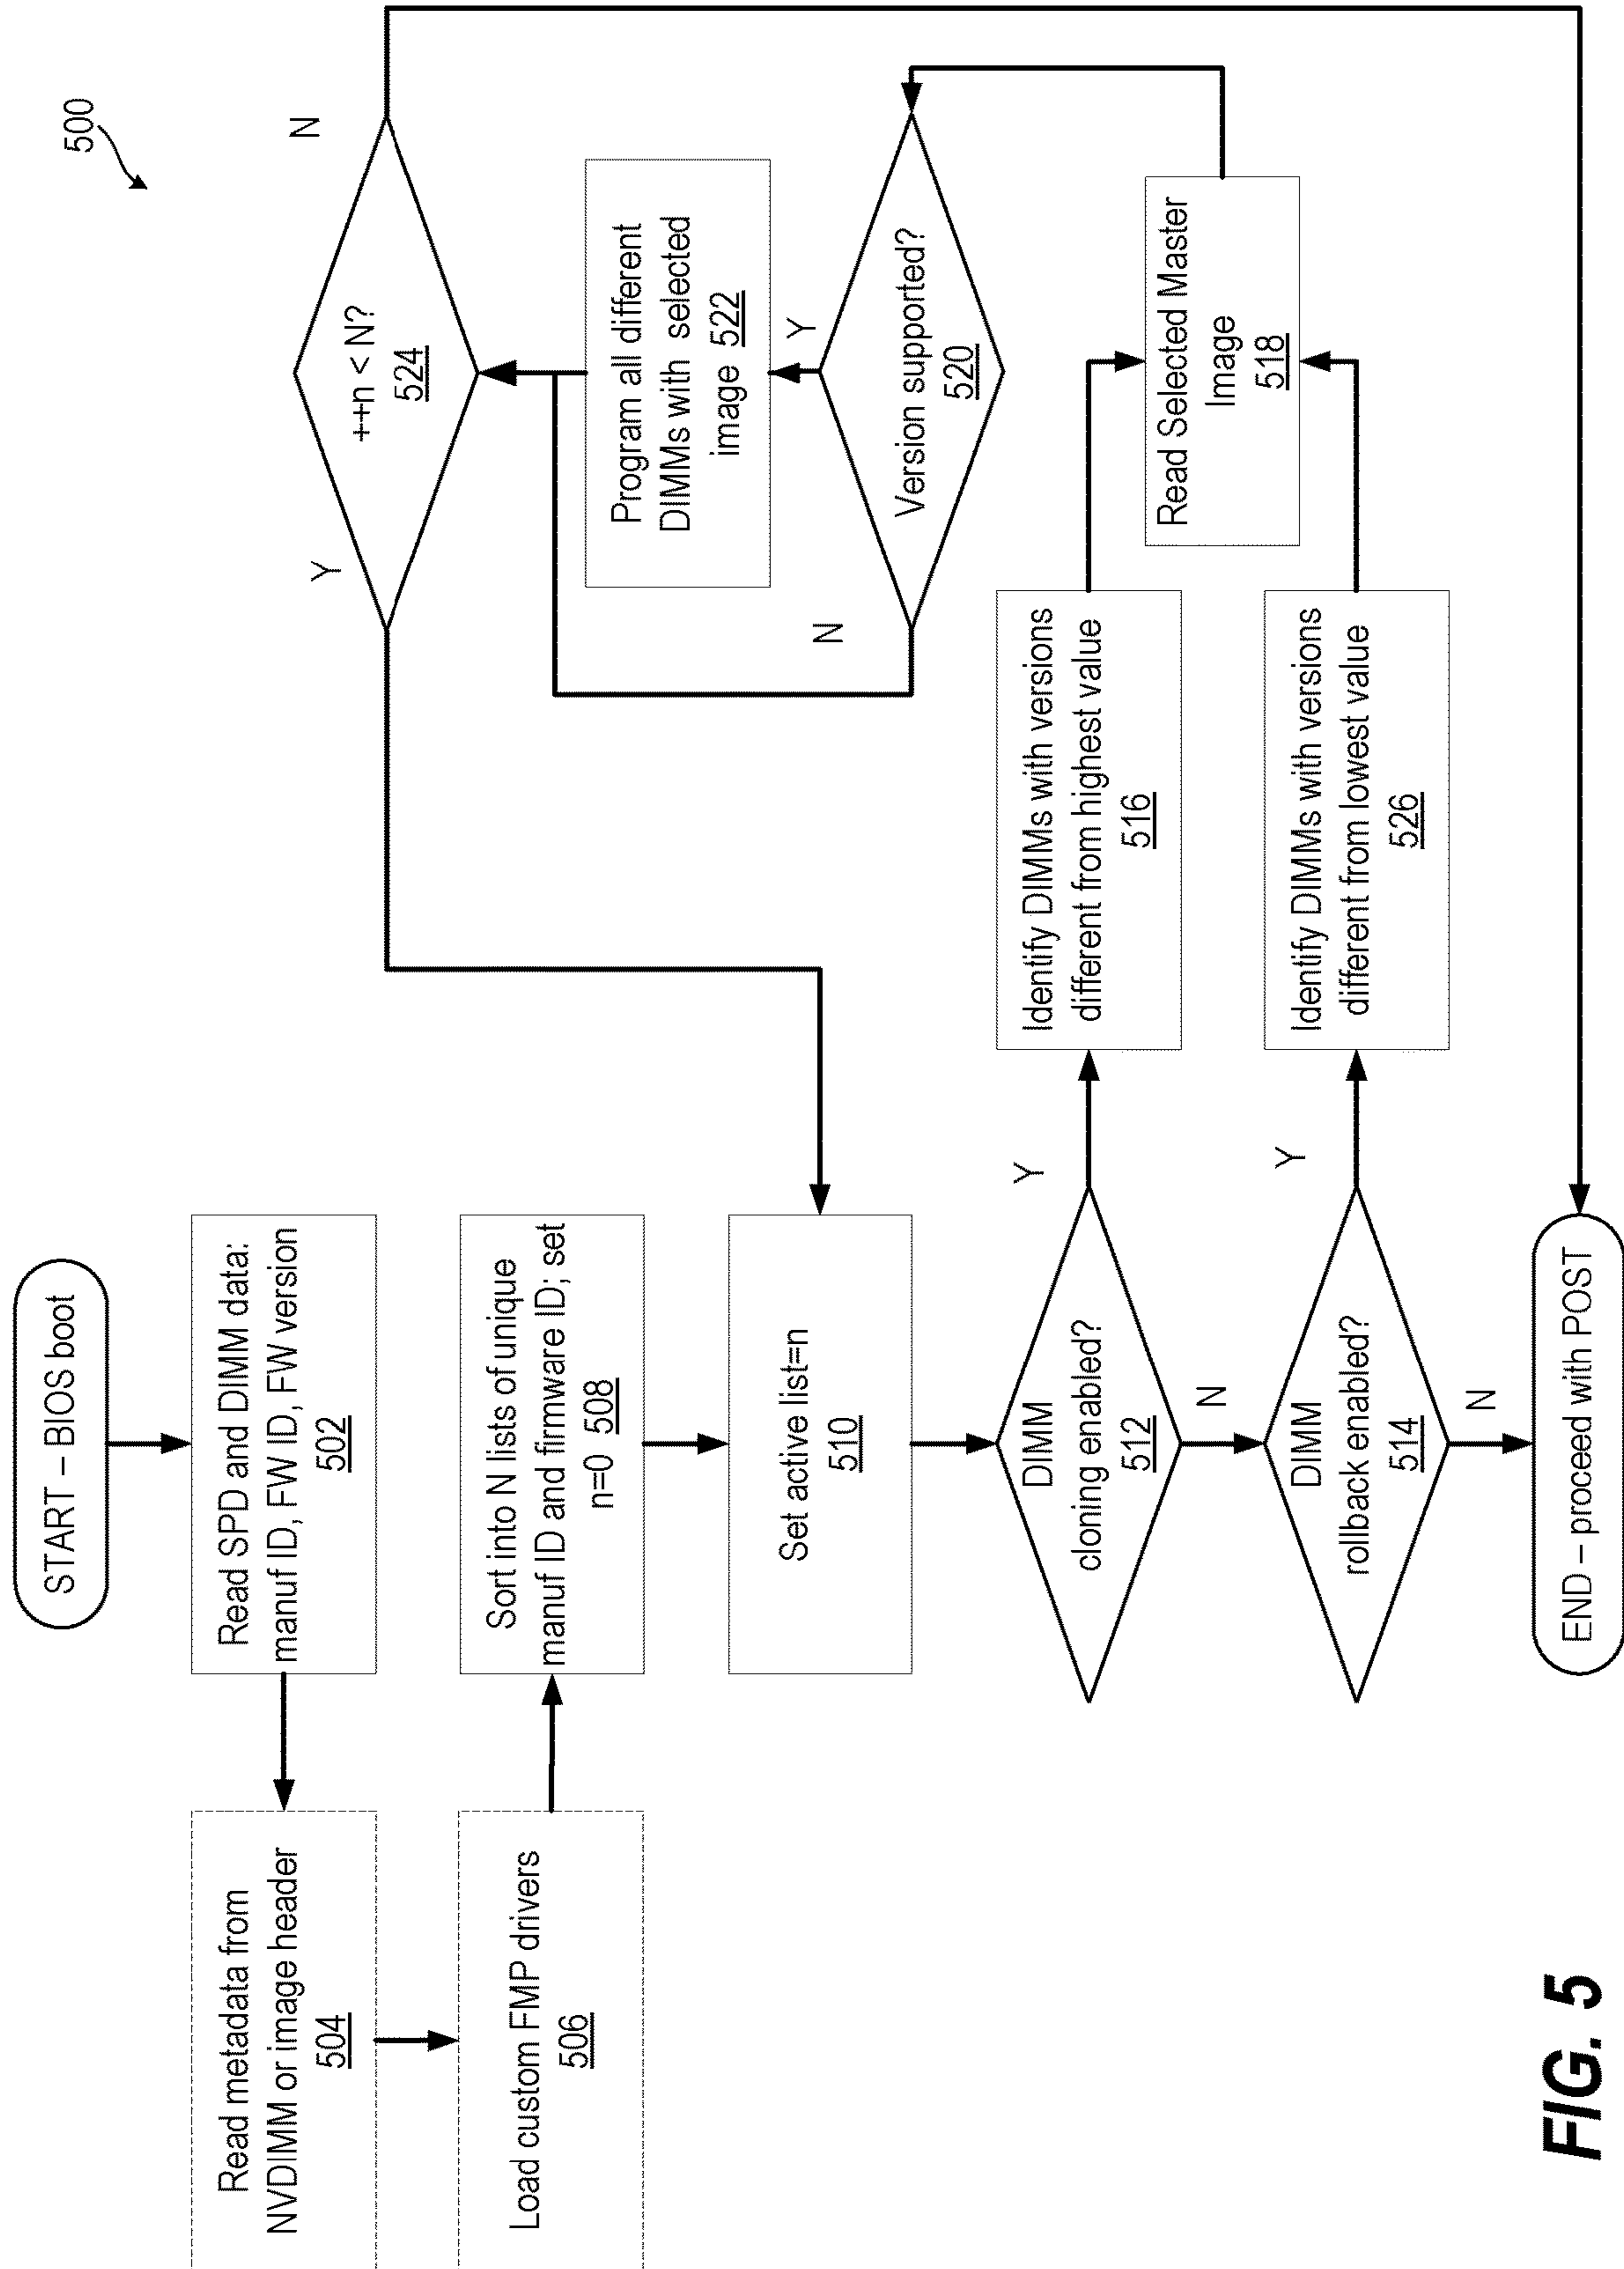 500
START – BIOS boot
Read SPD and DIMM data:
manuf ID, FW ID, FW version
502
Read metadata from
NVDIMM or image header
504
Load custom FMP drivers
506
Sort into N lists of unique
manuf ID and firmware ID; set
n=0 508
Set active list=n
510
DIMM
cloning enabled?
512
Y
N
DIMM
rollback enabled?
514
Y
N
END – proceed with POST
Identify DIMMs with versions
different from highest value
516
Identify DIMMs with versions
different from lowest value
526
Read Selected Master
Image
518
Version supported?
520
Y
N
Program all different
DIMMs with selected
image 522
++n < N?
524
Y
N
FIG. 5